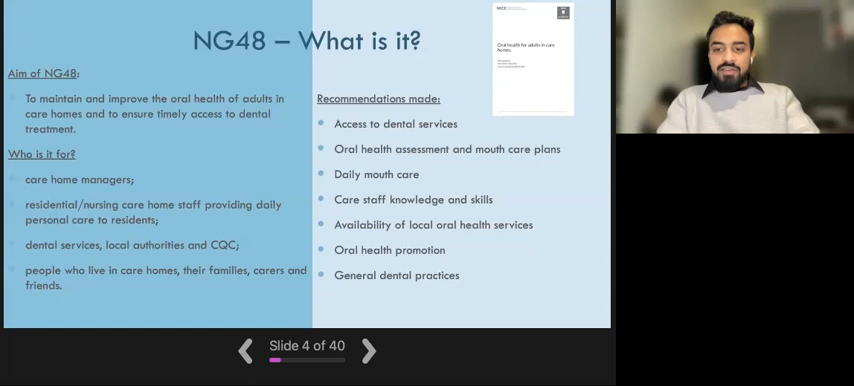 NG48 – What is it?
NICE
Oral health for adults in care
homes
Aim of NG48:
To maintain and improve the oral health of adults in
care homes and to ensure timely access to dental
treatment.
Who is it for?
care home managers;
residential/nursing care home staff providing daily
personal care to residents;
dental services, local authorities and CQC;
people who live in care homes, their families, carers and
friends.
Recommendations made:
Access to dental services
Oral health assessment and mouth care plans
Daily mouth care
Care staff knowledge and skills
Availability of local oral health services
Oral health promotion
General dental practices
Slide 4 of 40